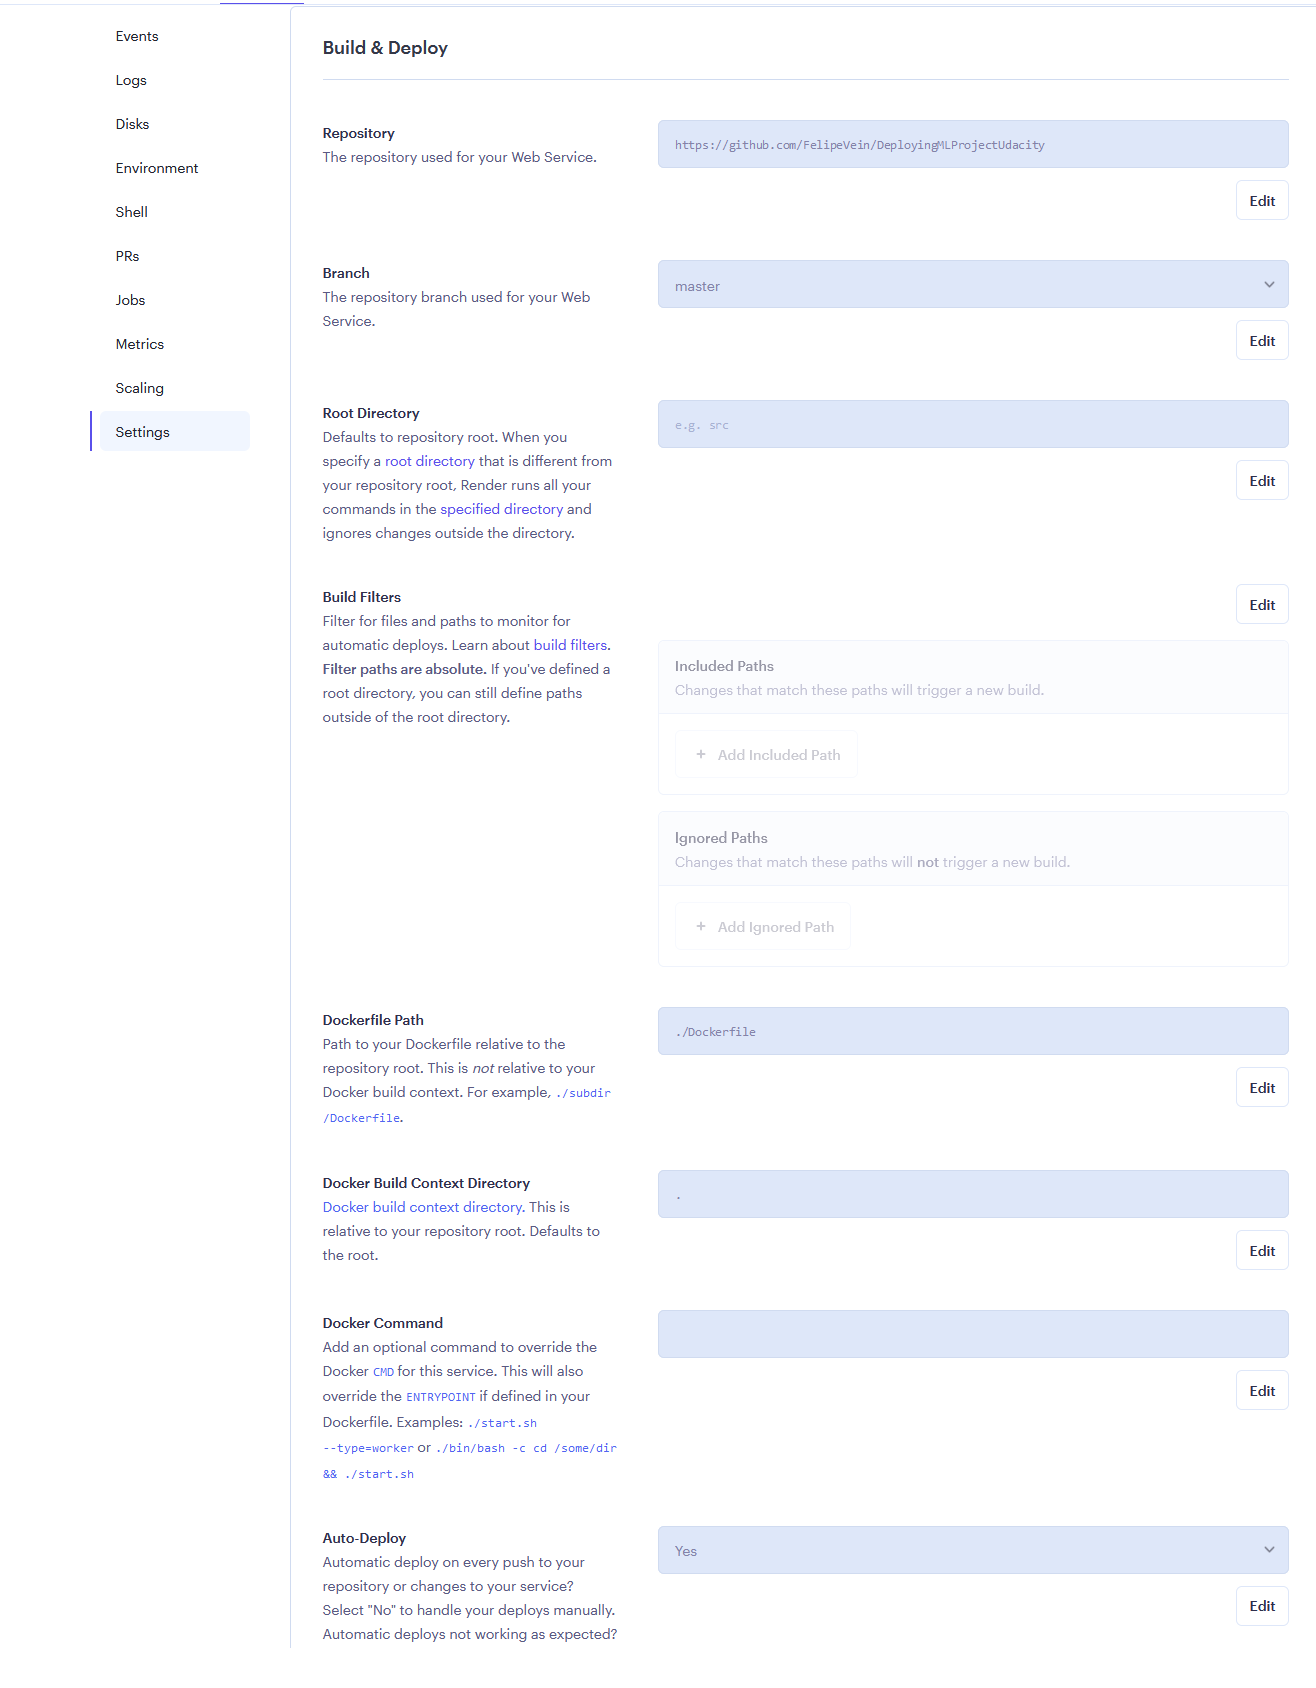 Events
Logs
Disks
Environment
Shell
PRs
Jobs
Metrics
Scaling
Settings
Build & Deploy
Repository
The repository used for your Web Service.
https://github.com/FelipeVein/DeployingMLProjectUdacity
Edit
Branch
The repository branch used for your Web
Service.
master
Edit
Root Directory
Defaults to repository root. When you
specify a root directory that is different from
your repository root, Render runs all your
commands in the specified directory and
ignores changes outside the directory.
e.g. src
Edit
Build Filters
Filter for files and paths to monitor for
automatic deploys. Learn about build filters.
Filter paths are absolute. If you've defined a
root directory, you can still define paths
outside of the root directory.
Edit
Included Paths
Changes that match these paths will trigger a new build.
+ Add Included Path
Ignored Paths
Changes that match these paths will not trigger a new build.
+ Add Ignored Path
Dockerfile Path
Path to your Dockerfile relative to the
repository root. This is not relative to your
Docker build context. For example, ./subdir
/Dockerfile.
./Dockerfile
Edit
Docker Build Context Directory
Docker build context directory. This is
relative to your repository root. Defaults to
the root.
.
Edit
Docker Command
Add an optional command to override the
Docker CMD for this service. This will also
override the ENTRYPOINT if defined in your
Dockerfile. Examples: ./start.sh
--type=worker or ./bin/bash -c cd /some/dir
&& ./start.sh
Edit
Auto-Deploy
Automatic deploy on every push to your
repository or changes to your service?
Select "No" to handle your deploys manually.
Automatic deploys not working as expected?
Yes
Edit